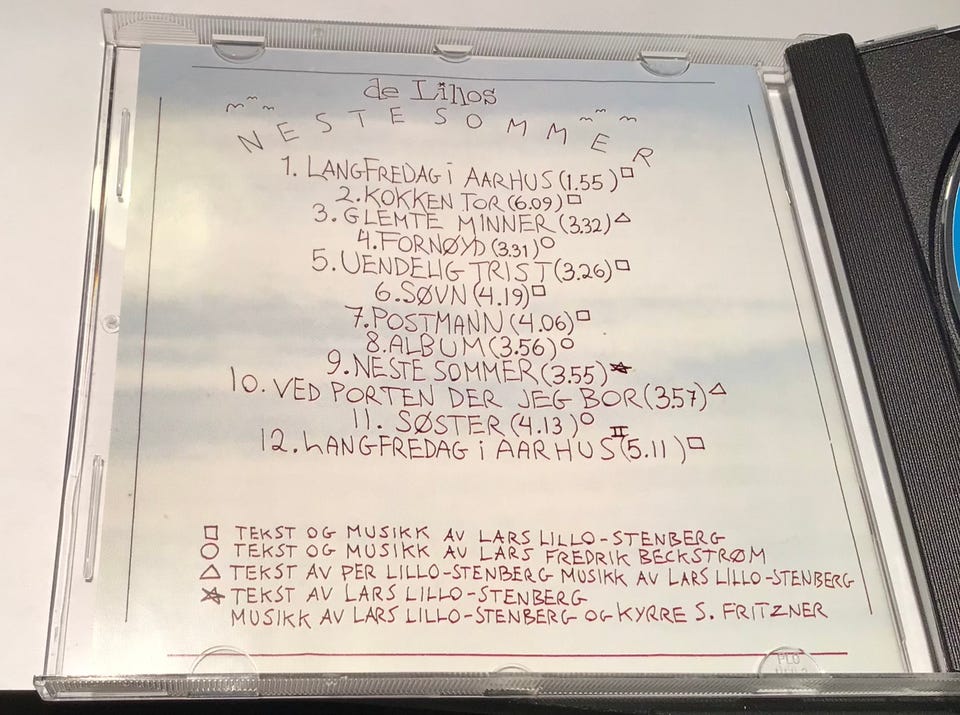 de Lillos
NESTE SOMMER
1. LANGFREDAG i AARHUS (1.55) □
2. KOKKEN TOR (6.09) □
3. GLEMTE MINNER (3.32) △
4. FORNØYD (3.31) ○
5. UENDELIG TRIST (3.26) □
6. SØVN (4.19) □
7. POSTMANN (4.06) □
8. ALBUM (3.56) ○
9. NESTE SOMMER (3.55) ☆
10. VED PORTEN DER JEG BOR (3.57) △
11. SØSTER (4.13) ○
12. LANGFREDAG i AARHUS II (5.11) □
□ TEKST OG MUSIKK AV LARS LILLO-STENBERG
○ TEKST OG MUSIKK AV LARS FREDRIK BECKSTRØM
△ TEKST AV PER LILLO-STENBERG MUSIKK AV LARS LILLO-STENBERG
☆ TEKST AV LARS LILLO-STENBERG
MUSIKK AV LARS LILLO-STENBERG OG KYRRE S. FRITZNER